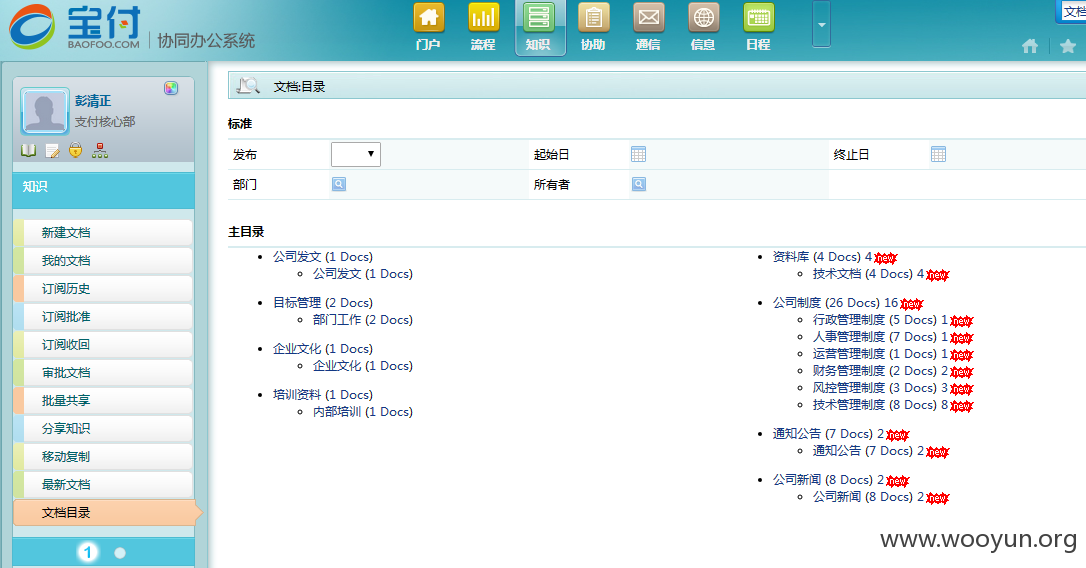 宝付
BAOFOO.COM
协同办公系统
门户 流程 知识 协助 通信 信息 日程
文档
彭清正
支付核心部
知识
新建文档
我的文档
订阅历史
订阅批准
订阅收回
审批文档
批量共享
分享知识
移动复制
最新文档
文档目录
1
文档:目录
标准
发布 起始日 终止日
部门 所有者
主目录
公司发文 (1 Docs)
公司发文 (1 Docs)
目标管理 (2 Docs)
部门工作 (2 Docs)
企业文化 (1 Docs)
企业文化 (1 Docs)
培训资料 (1 Docs)
内部培训 (1 Docs)
资料库 (4 Docs) 4 new
技术文档 (4 Docs) 4 new
公司制度 (26 Docs) 16 new
行政管理制度 (5 Docs) 1 new
人事管理制度 (7 Docs) 1 new
运营管理制度 (1 Docs) 1 new
财务管理制度 (2 Docs) 2 new
风控管理制度 (3 Docs) 3 new
技术管理制度 (8 Docs) 8 new
通知公告 (7 Docs) 2 new
通知公告 (7 Docs) 2 new
公司新闻 (8 Docs) 2 new
公司新闻 (8 Docs) 2 new
www.wooyun.org